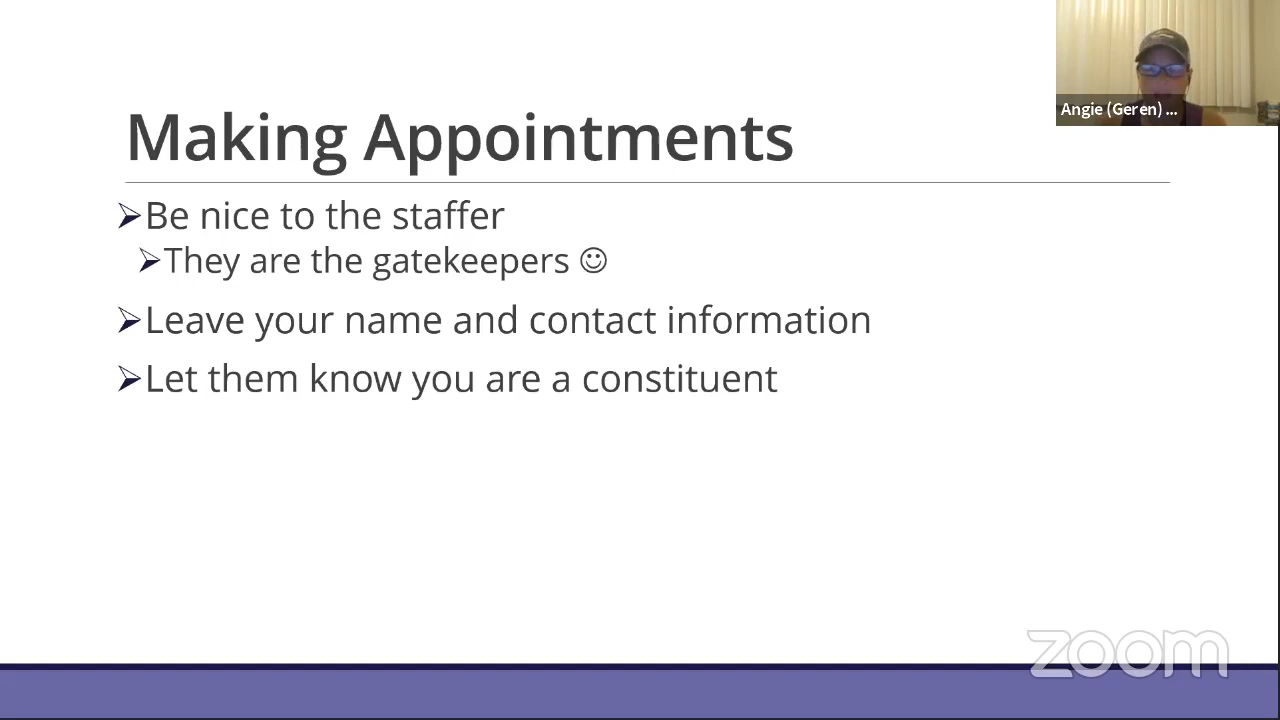 Angie (Geren) ...
Making Appointments
➢Be nice to the staffer
➢They are the gatekeepers ☺
➢Leave your name and contact information
➢Let them know you are a constituent
zoom